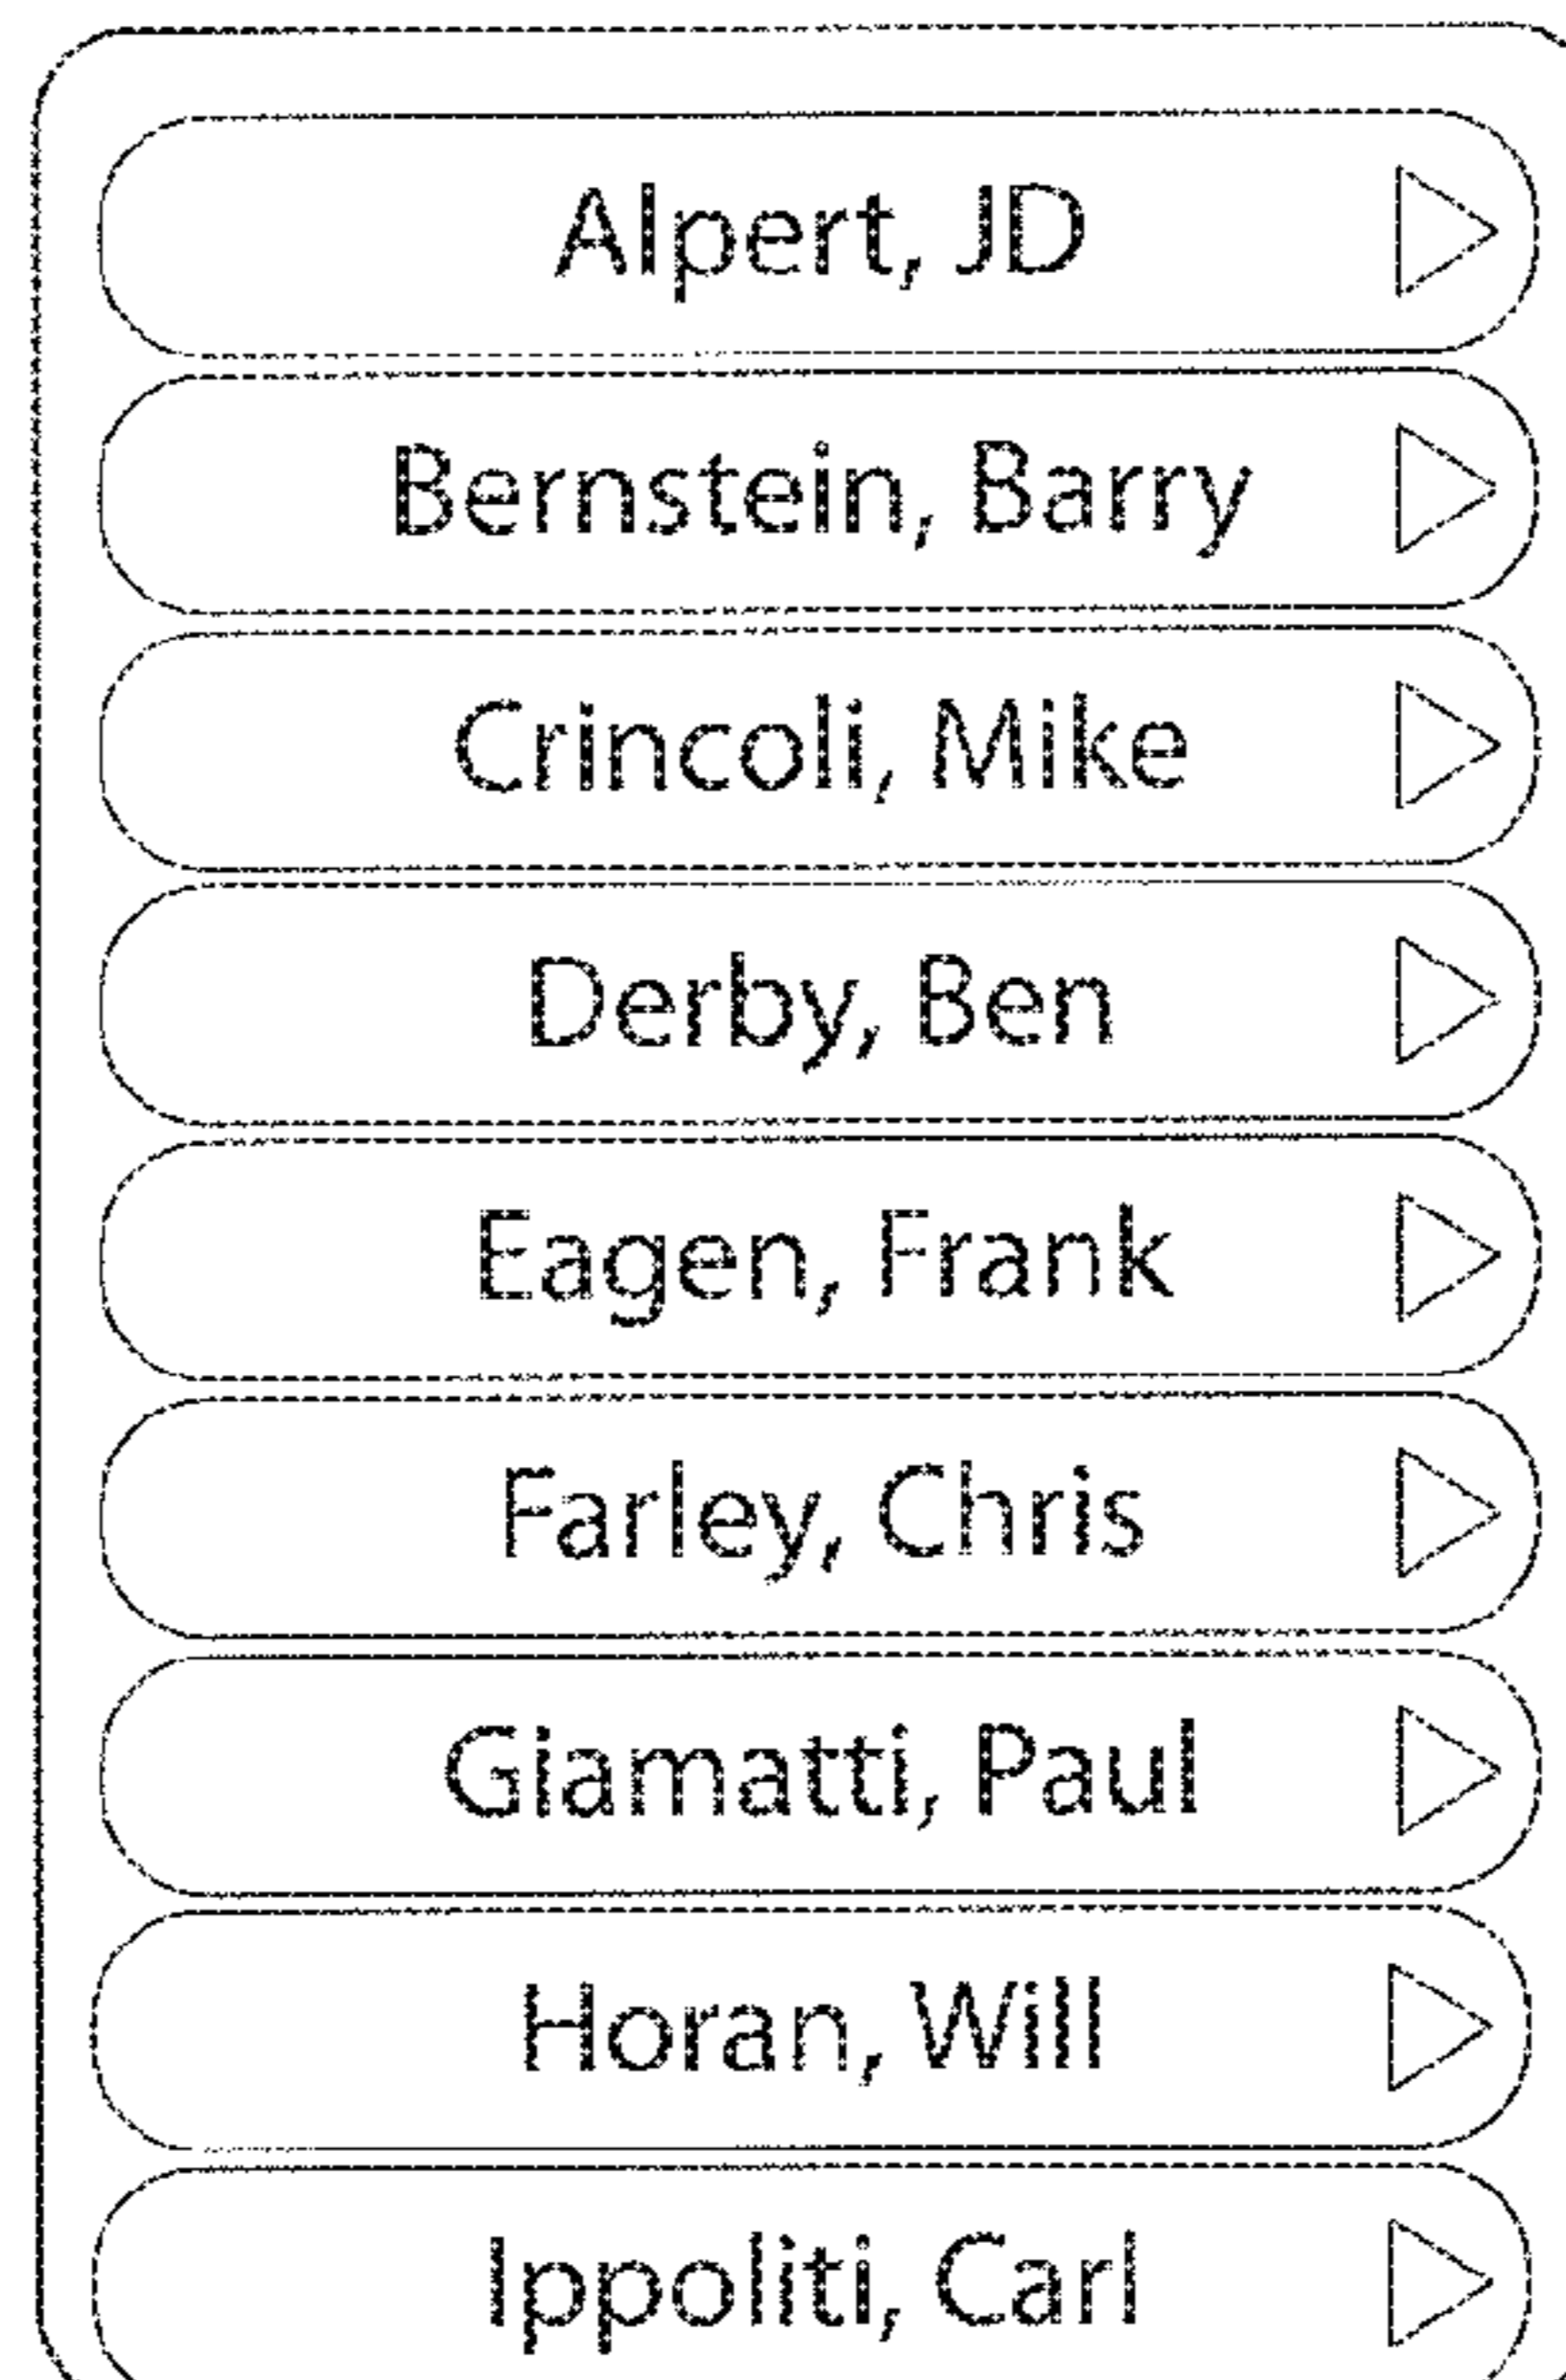 Alpert, JD
Bernstein, Barry
Crincoli, Mike
Derby, Ben
Eagen, Frank
Farley, Chris
Giamatti, Paul
Horan, Will
Ippoliti, Carl